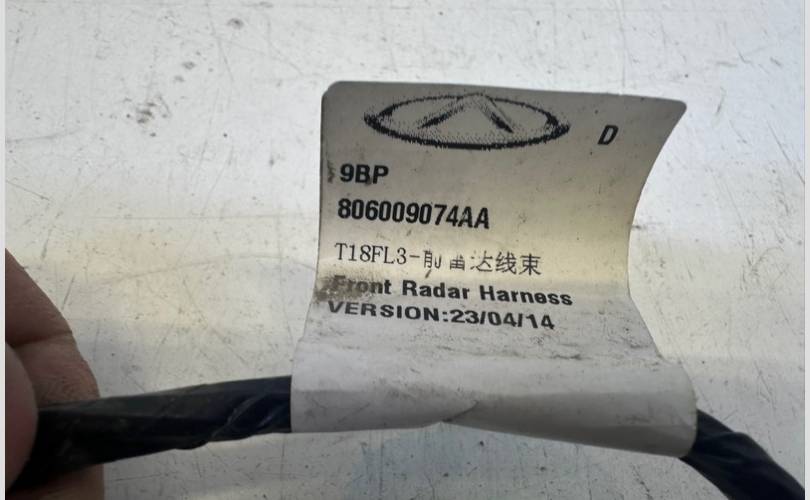 D
9BP
806009074AA
T18FL3-前雷达线束
Front Radar Harness
VERSION:23/04/14